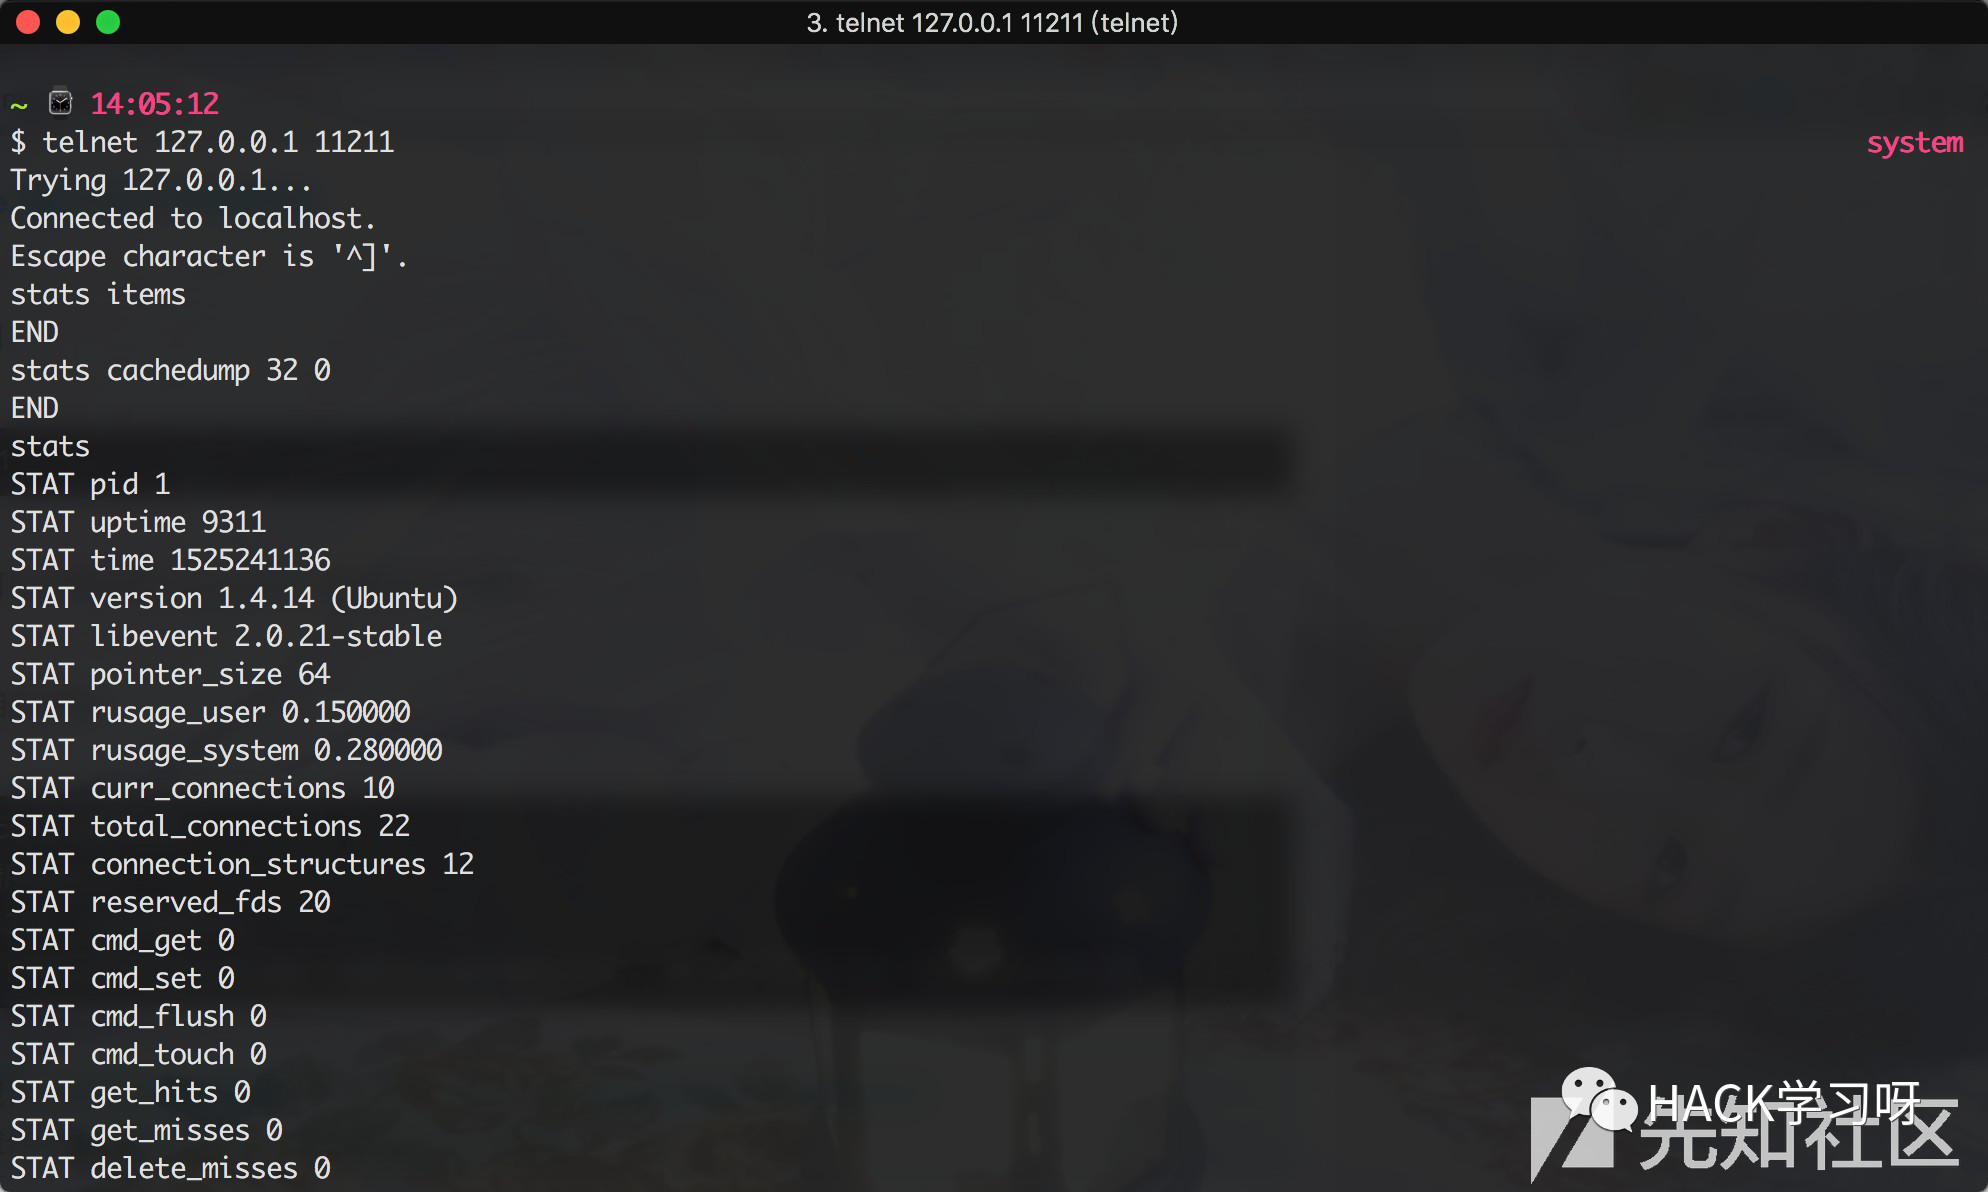 3. telnet 127.0.0.1 11211 (telnet)
~ 14:05:12
$ telnet 127.0.0.1 11211 system
Trying 127.0.0.1...
Connected to localhost.
Escape character is '^]'.
stats items
END
stats cachedump 32 0
END
stats
STAT pid 1
STAT uptime 9311
STAT time 1525241136
STAT version 1.4.14 (Ubuntu)
STAT libevent 2.0.21-stable
STAT pointer_size 64
STAT rusage_user 0.150000
STAT rusage_system 0.280000
STAT curr_connections 10
STAT total_connections 22
STAT connection_structures 12
STAT reserved_fds 20
STAT cmd_get 0
STAT cmd_set 0
STAT cmd_flush 0
STAT cmd_touch 0
STAT get_hits 0
STAT get_misses 0
STAT delete_misses 0
HACK学习呀
先知社区